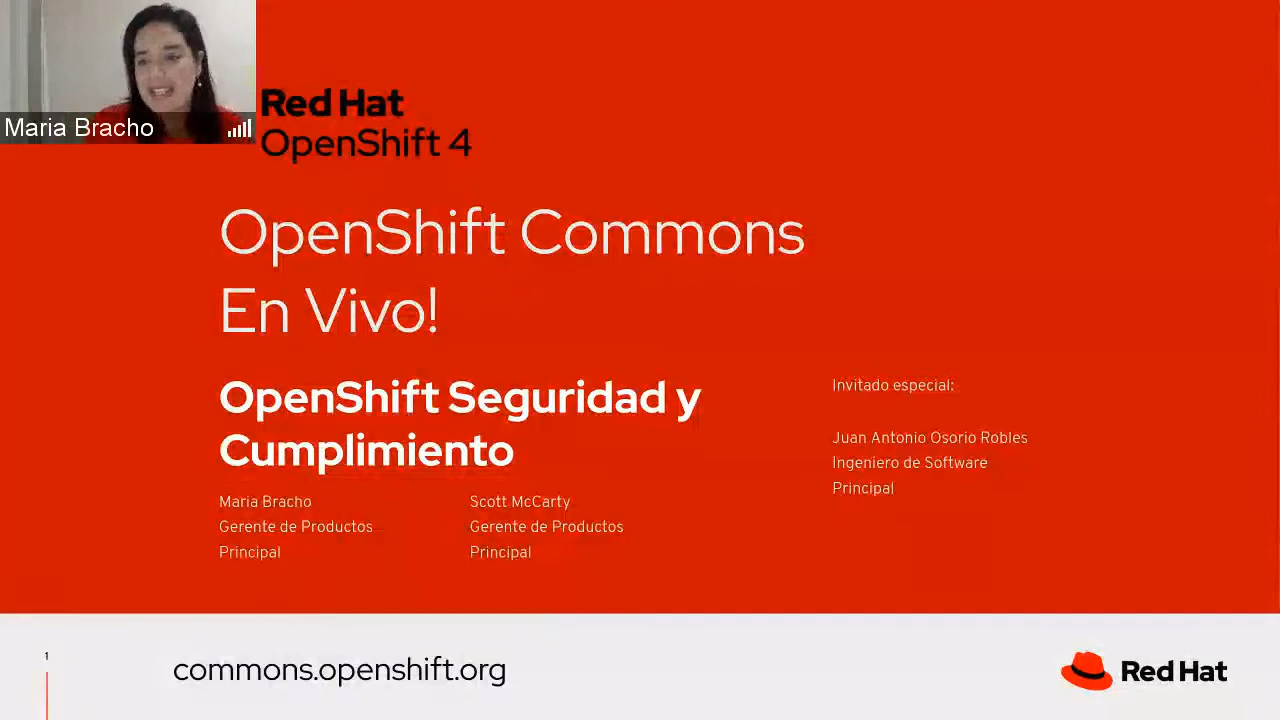 Maria Bracho
Red Hat
OpenShift 4
OpenShift Commons
En Vivo!
OpenShift Seguridad y
Cumplimiento
Maria Bracho
Gerente de Productos
Principal
Scott McCarty
Gerente de Productos
Principal
Invitado especial:
Juan Antonio Osorio Robles
Ingeniero de Software
Principal
1
commons.openshift.org
Red Hat